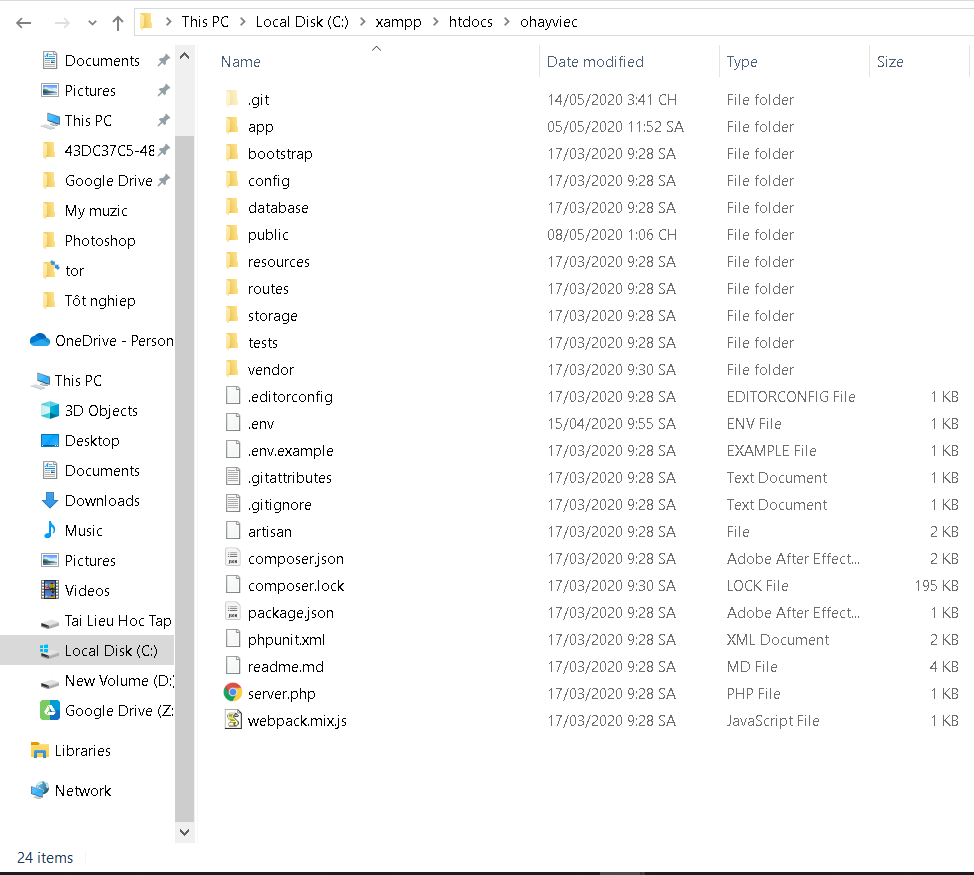 This PC > Local Disk (C:) > xampp > htdocs > ohayviec
Documents
Pictures
This PC
43DC37C5-48
Google Drive
My muzic
Photoshop
tor
Tôt nghiep
OneDrive - Person
This PC
3D Objects
Desktop
Documents
Downloads
Music
Pictures
Videos
Tai Lieu Hoc Tap
Local Disk (C:)
New Volume (D:
Google Drive (Z:
Libraries
Network
Name Date modified Type Size
.git 14/05/2020 3:41 CH File folder
app 05/05/2020 11:52 SA File folder
bootstrap 17/03/2020 9:28 SA File folder
config 17/03/2020 9:28 SA File folder
database 17/03/2020 9:28 SA File folder
public 08/05/2020 1:06 CH File folder
resources 17/03/2020 9:28 SA File folder
routes 17/03/2020 9:28 SA File folder
storage 17/03/2020 9:28 SA File folder
tests 17/03/2020 9:28 SA File folder
vendor 17/03/2020 9:30 SA File folder
.editorconfig 17/03/2020 9:28 SA EDITORCONFIG File 1 KB
.env 15/04/2020 9:55 SA ENV File 1 KB
.env.example 17/03/2020 9:28 SA EXAMPLE File 1 KB
.gitattributes 17/03/2020 9:28 SA Text Document 1 KB
.gitignore 17/03/2020 9:28 SA Text Document 1 KB
artisan 17/03/2020 9:28 SA File 2 KB
composer.json 17/03/2020 9:28 SA Adobe After Effect... 2 KB
composer.lock 17/03/2020 9:30 SA LOCK File 195 KB
package.json 17/03/2020 9:28 SA Adobe After Effect... 1 KB
phpunit.xml 17/03/2020 9:28 SA XML Document 2 KB
readme.md 17/03/2020 9:28 SA MD File 4 KB
server.php 17/03/2020 9:28 SA PHP File 1 KB
webpack.mix.js 17/03/2020 9:28 SA JavaScript File 1 KB
24 items